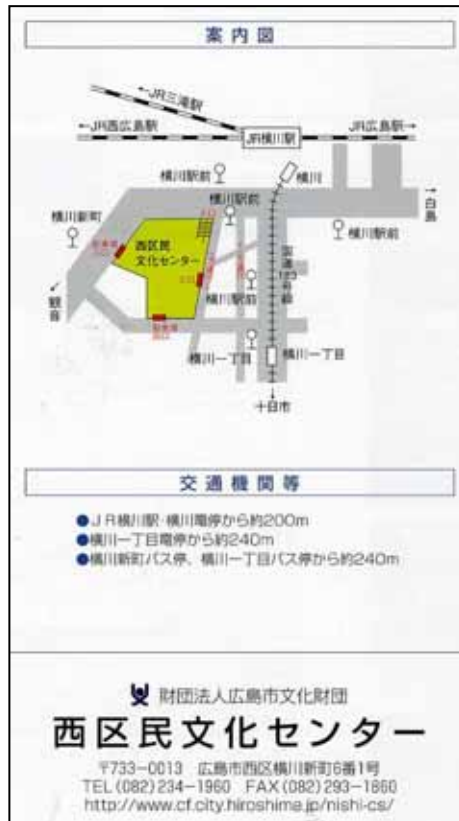 案内図
←JR三滝駅
←JR西広島駅
JR横川駅
JR広島駅→
横川駅前
横川
横川駅前
→白島
横川新町
西区民
文化センター
横川駅前
国道183号線
横川駅前
↙観音
横川一丁目
横川一丁目
↓
十日市
交通機関等
●JR横川駅・横川電停から約200m
●横川一丁目電停から約240m
●横川新町バス停、横川一丁目バス停から約240m
財団法人広島市文化財団
西区民文化センター
〒733-0013 広島市西区横川新町6番1号
TEL(082)234-1960 FAX(082)293-1860
http://www.cf.city.hiroshima.jp/nishi-cs/